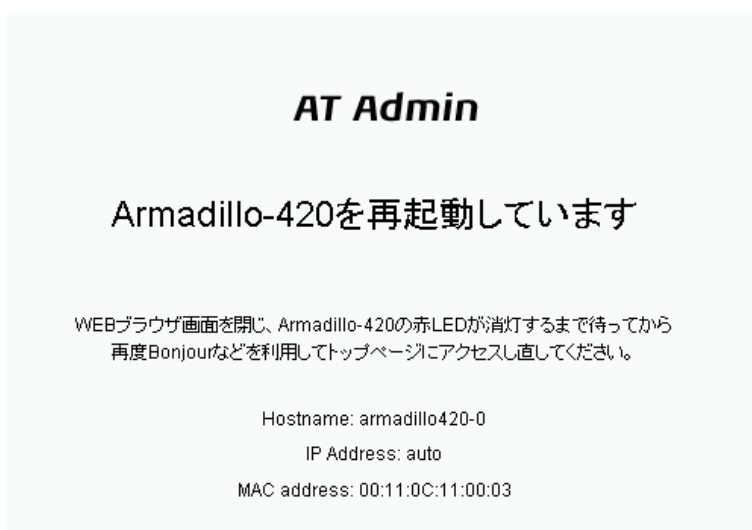 AT Admin
Armadillo-420を再起動しています
WEBブラウザ画面を閉じ、Armadillo-420の赤LEDが消灯するまで待ってから
再度Bonjourなどを利用してトップページにアクセスし直してください。
Hostname: armadillo420-0
IP Address: auto
MAC address: 00:11:0C:11:00:03